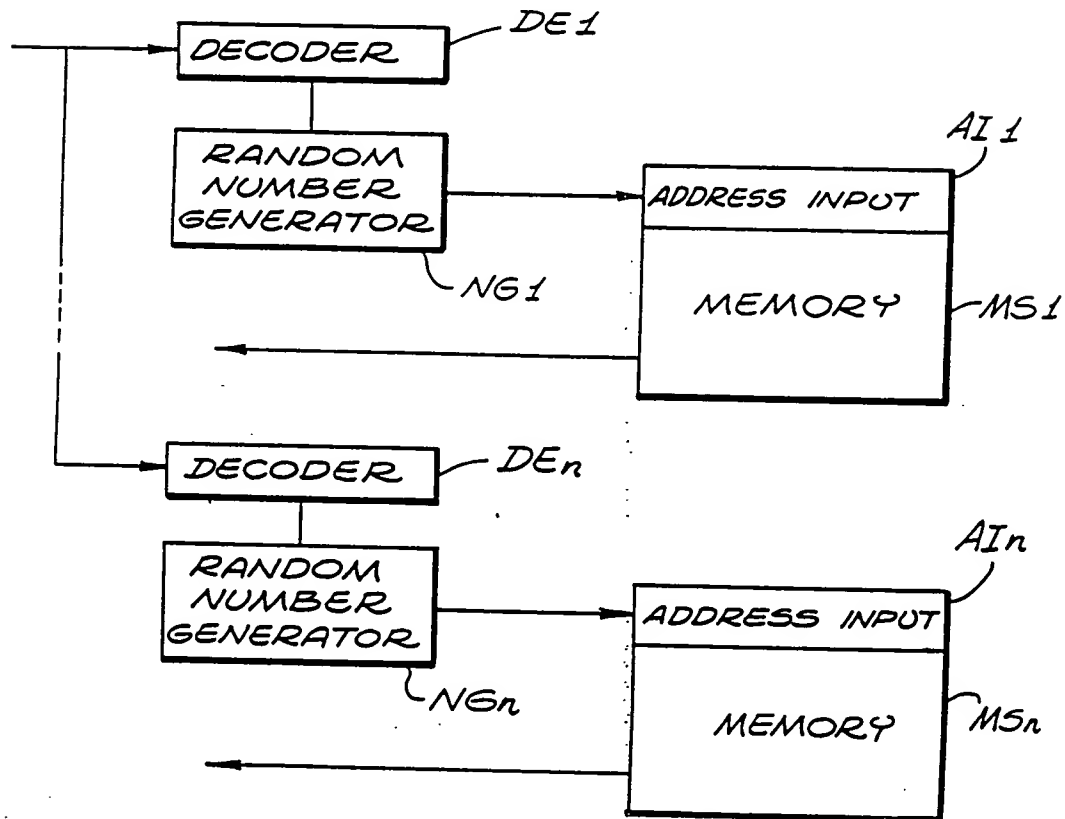 DECODER
DE1
RANDOM
NUMBER
GENERATOR
NG1
AI1
ADDRESS INPUT
MEMORY
MS1
DECODER
DEn
RANDOM
NUMBER
GENERATOR
NGn
AIn
ADDRESS INPUT
MEMORY
MSn